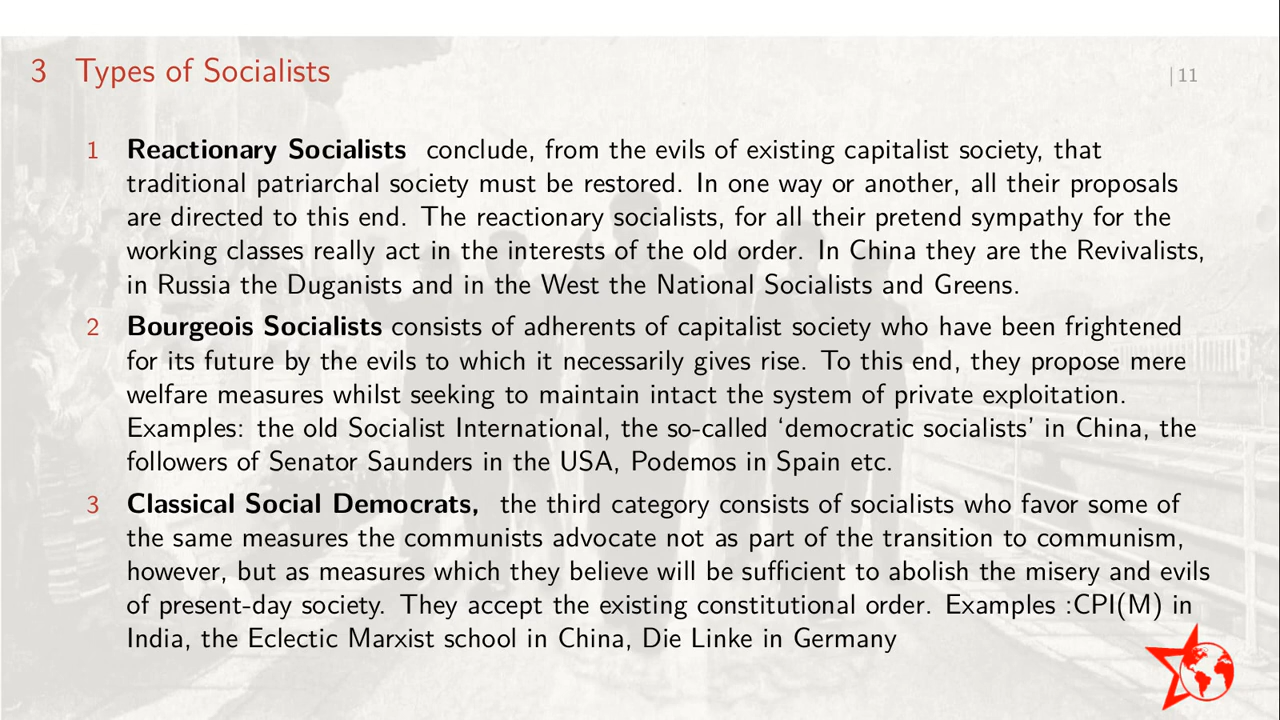 3 Types of Socialists
| 11
1 Reactionary Socialists conclude, from the evils of existing capitalist society, that
traditional patriarchal society must be restored. In one way or another, all their proposals
are directed to this end. The reactionary socialists, for all their pretend sympathy for the
working classes really act in the interests of the old order. In China they are the Revivalists,
in Russia the Duganists and in the West the National Socialists and Greens.
2 Bourgeois Socialists consists of adherents of capitalist society who have been frightened
for its future by the evils to which it necessarily gives rise. To this end, they propose mere
welfare measures whilst seeking to maintain intact the system of private exploitation.
Examples: the old Socialist International, the so-called ‘democratic socialists’ in China, the
followers of Senator Saunders in the USA, Podemos in Spain etc.
3 Classical Social Democrats, the third category consists of socialists who favor some of
the same measures the communists advocate not as part of the transition to communism,
however, but as measures which they believe will be sufficient to abolish the misery and evils
of present-day society. They accept the existing constitutional order. Examples :CPI(M) in
India, the Eclectic Marxist school in China, Die Linke in Germany